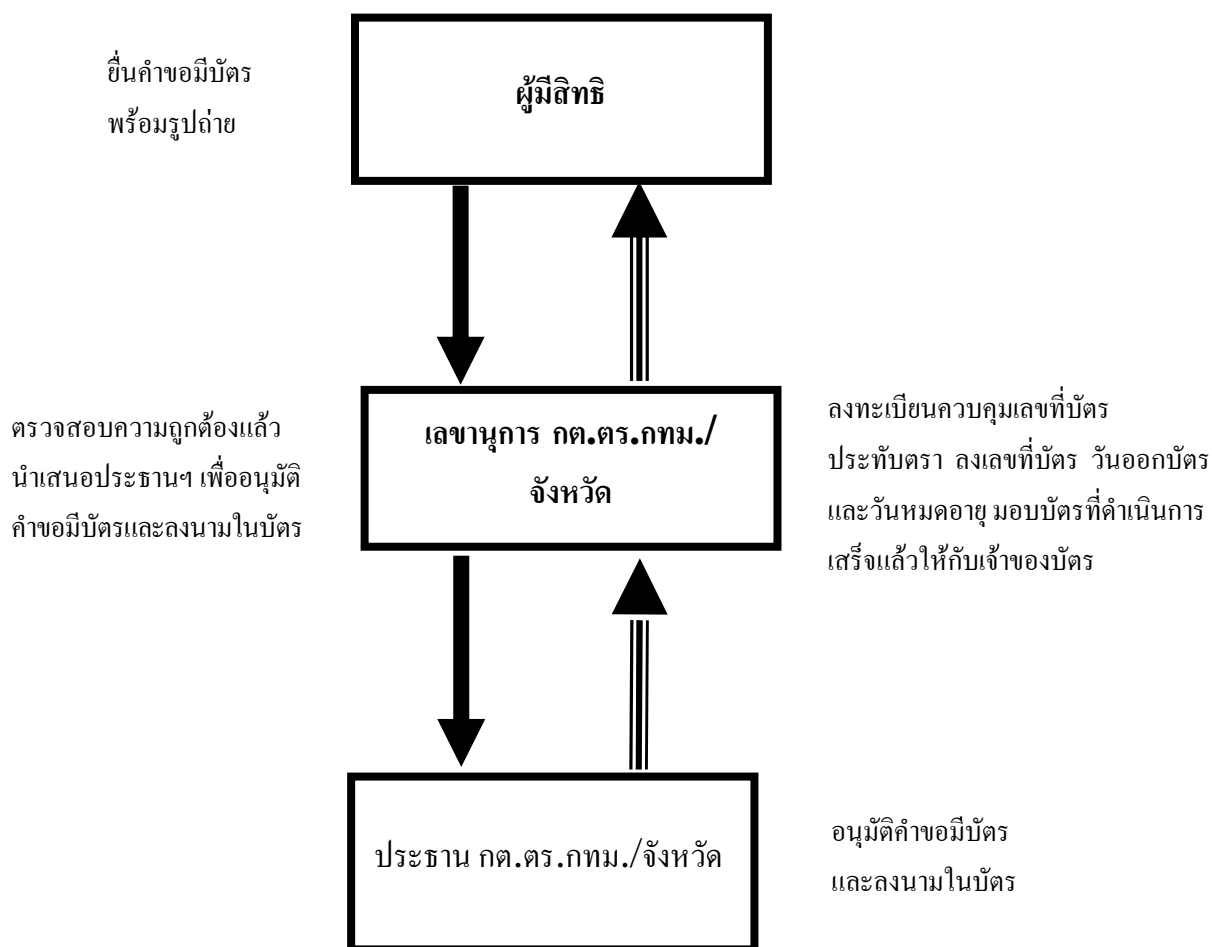 ยื่นคำขอมีบัตร
พร้อมรูปถ่าย
ผู้มีสิทธิ
ตรวจสอบความถูกต้องแล้ว
นำเสนอประธานฯ เพื่ออนุมัติ
คำขอมีบัตรและลงนามในบัตร
เลขานุการ กต.ตร.กทม./
จังหวัด
ลงทะเบียนควบคุมเลขที่บัตร
ประทับตรา ลงเลขที่บัตร วันออกบัตร
และวันหมดอายุ มอบบัตรที่ดำเนินการ
เสร็จแล้วให้กับเจ้าของบัตร
ประธาน กต.ตร.กทม./จังหวัด
อนุมัติคำขอมีบัตร
และลงนามในบัตร